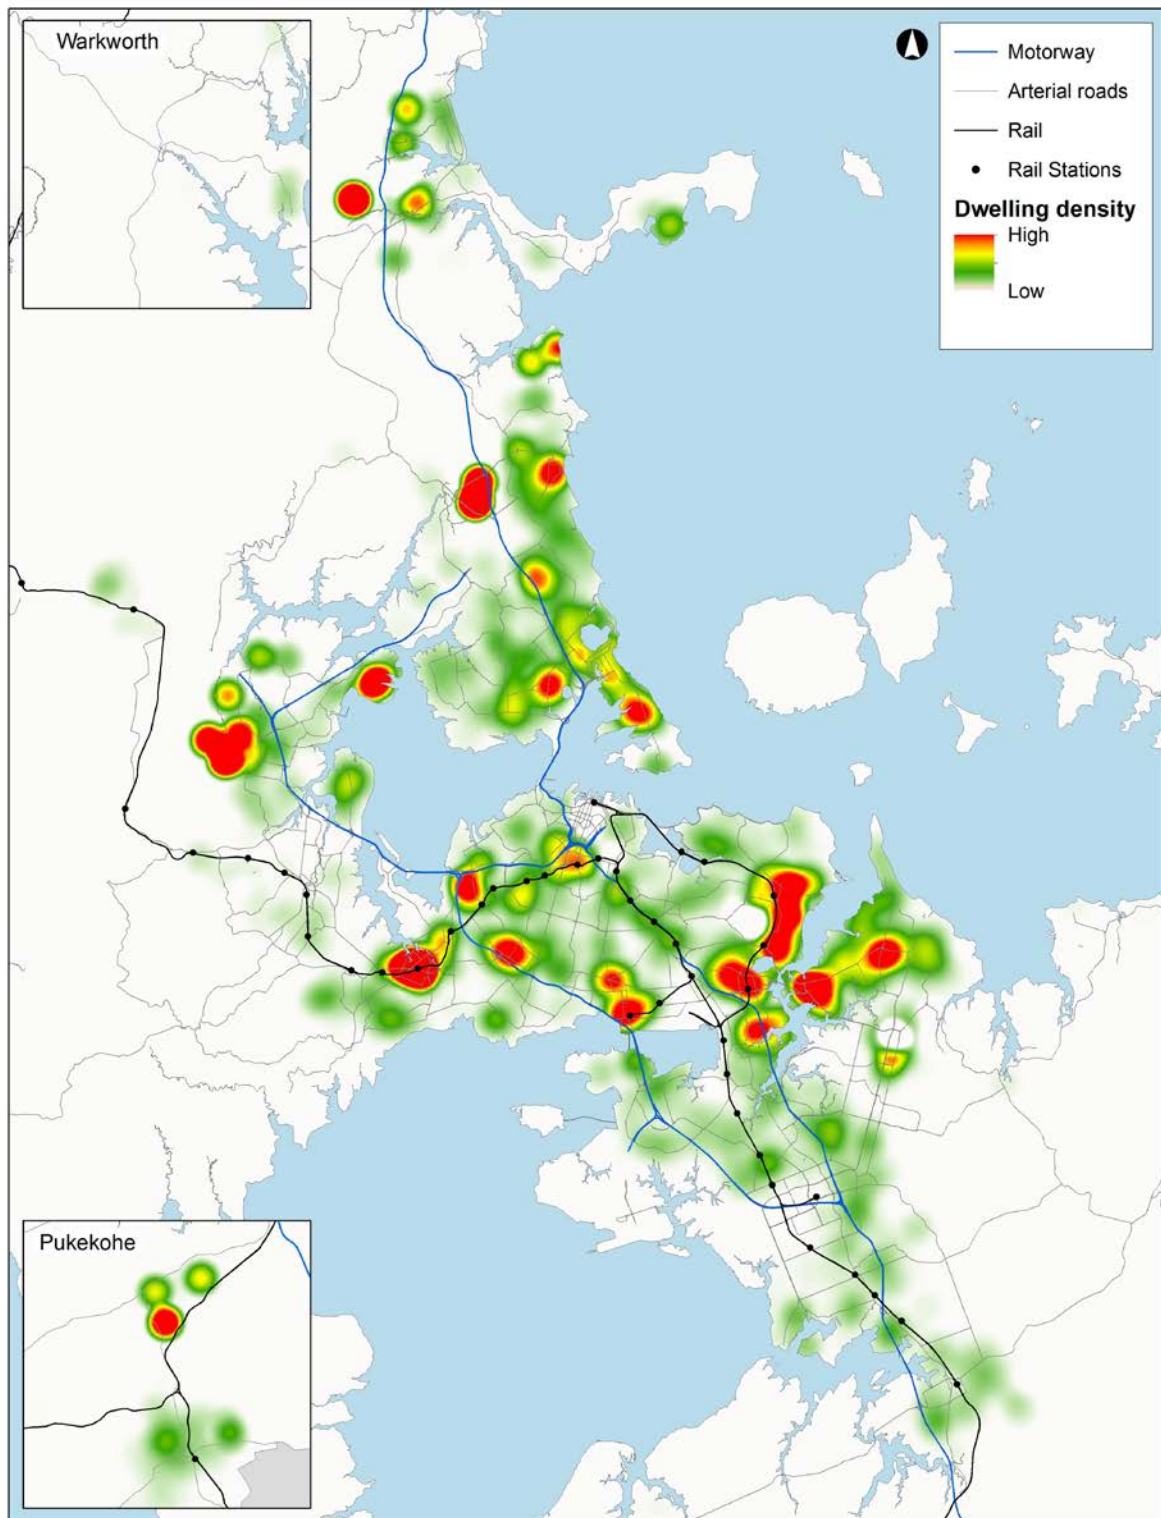 Warkworth
Motorway
Arterial roads
Rail
Rail Stations
Dwelling density
High
Low
Pukekohe